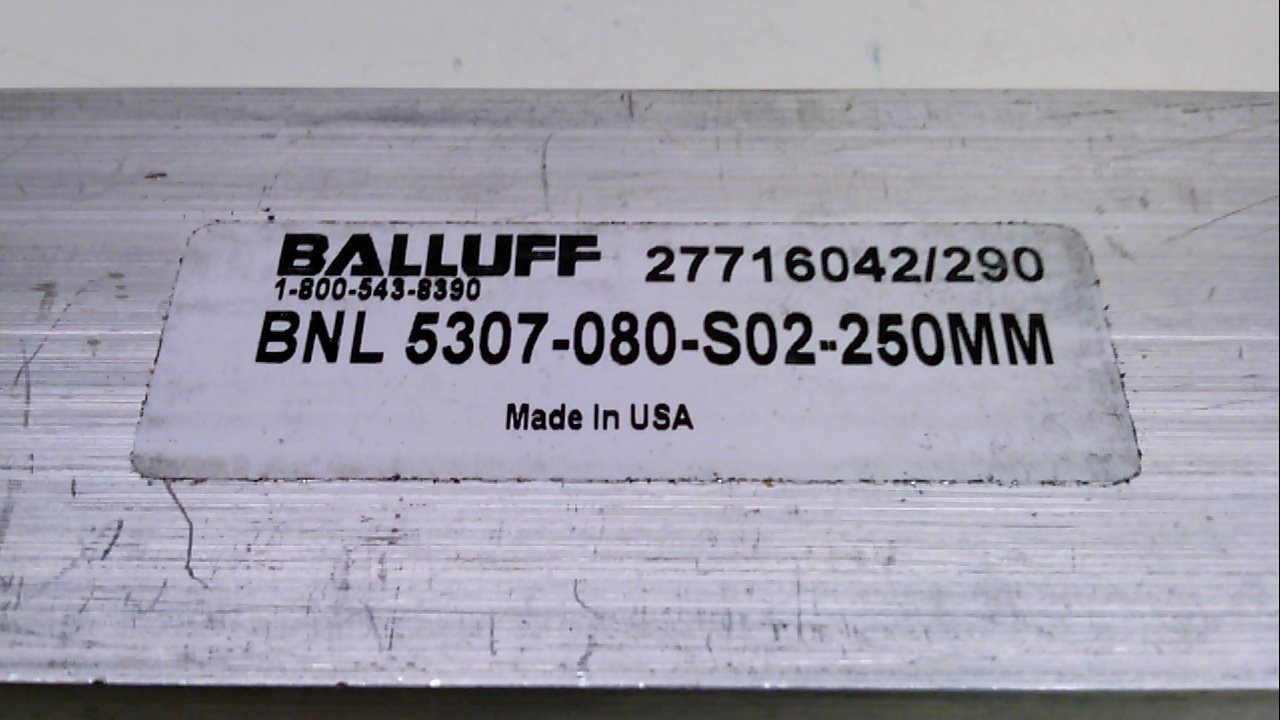 BALLUFF 27716042/290
1-800-543-8390
BNL 5307-080-S02-250MM
Made In USA